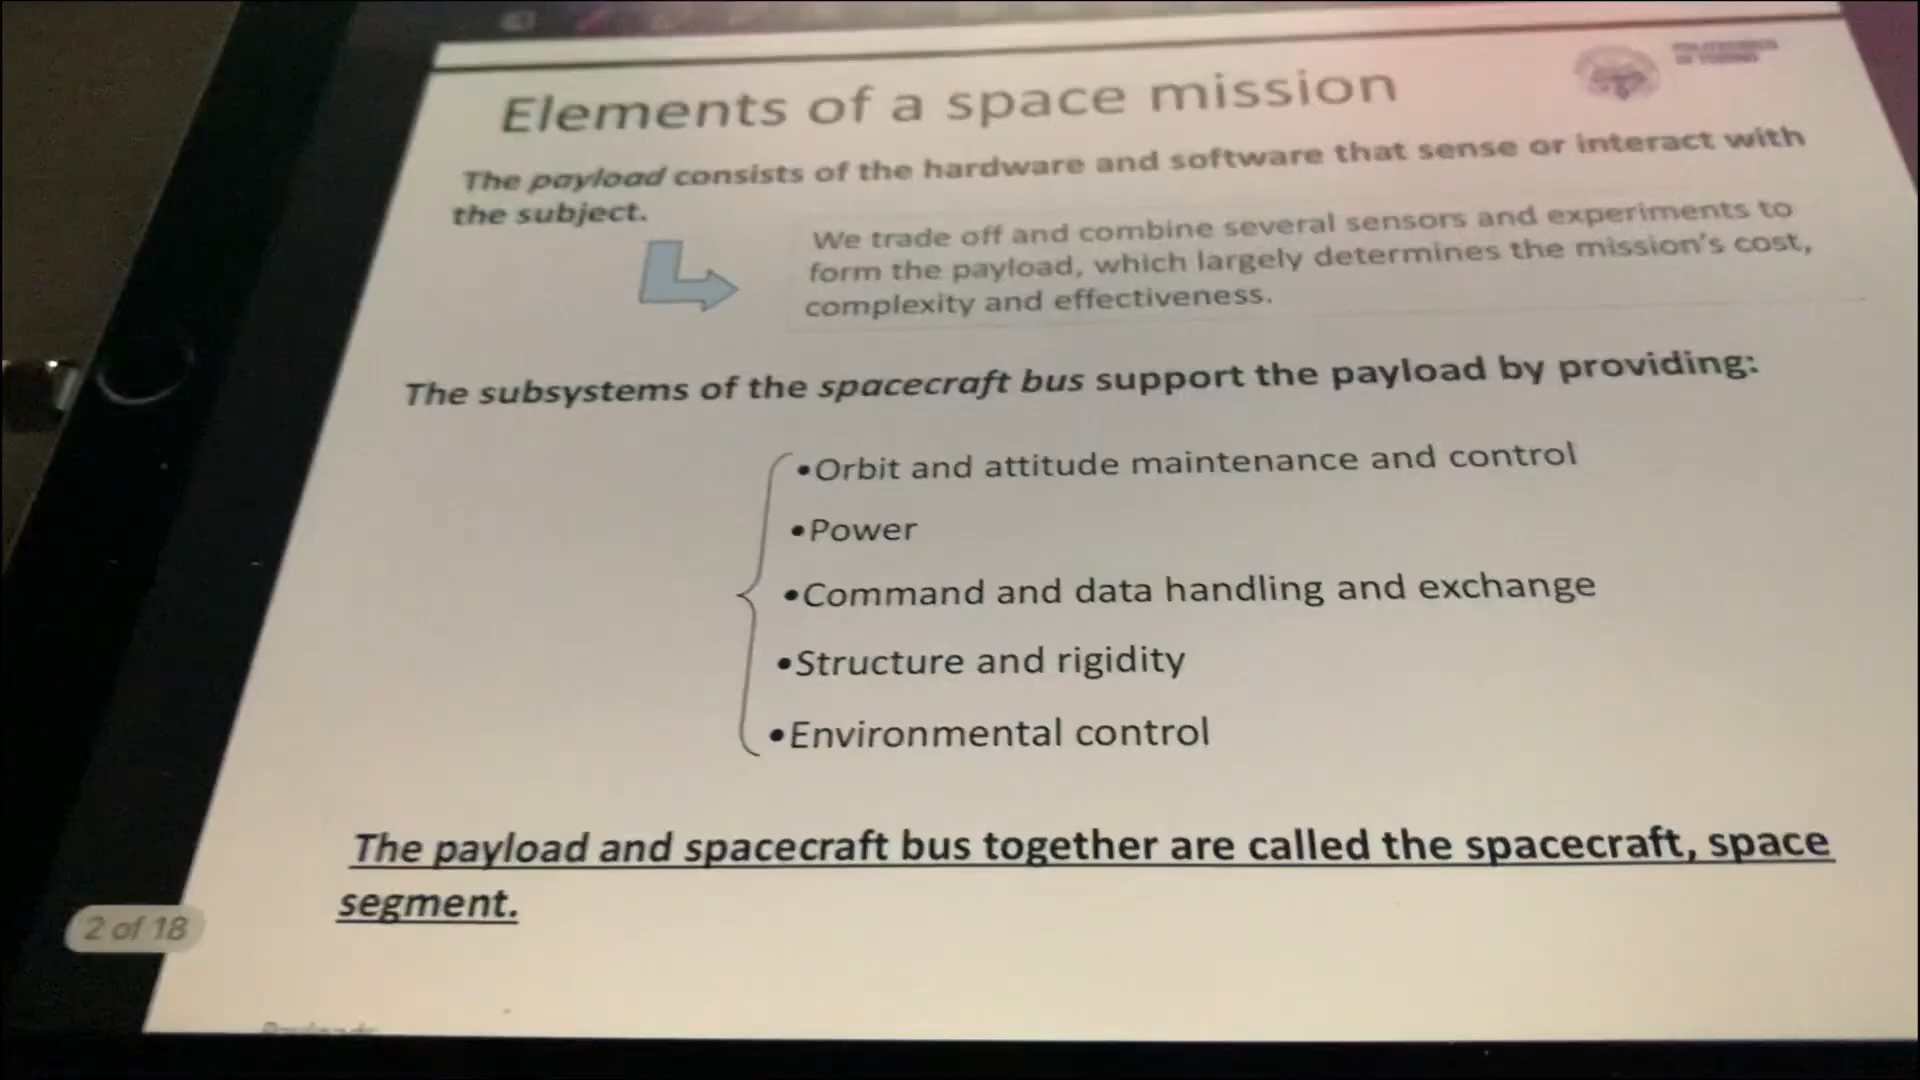 Elements of a space mission
The payload consists of the hardware and software that sense or interact with
the subject.
We trade off and combine several sensors and experiments to
form the payload, which largely determines the mission's cost,
complexity and effectiveness.
The subsystems of the spacecraft bus support the payload by providing:
•Orbit and attitude maintenance and control
•Power
•Command and data handling and exchange
•Structure and rigidity
•Environmental control
The payload and spacecraft bus together are called the spacecraft, space
segment.
2 of 18